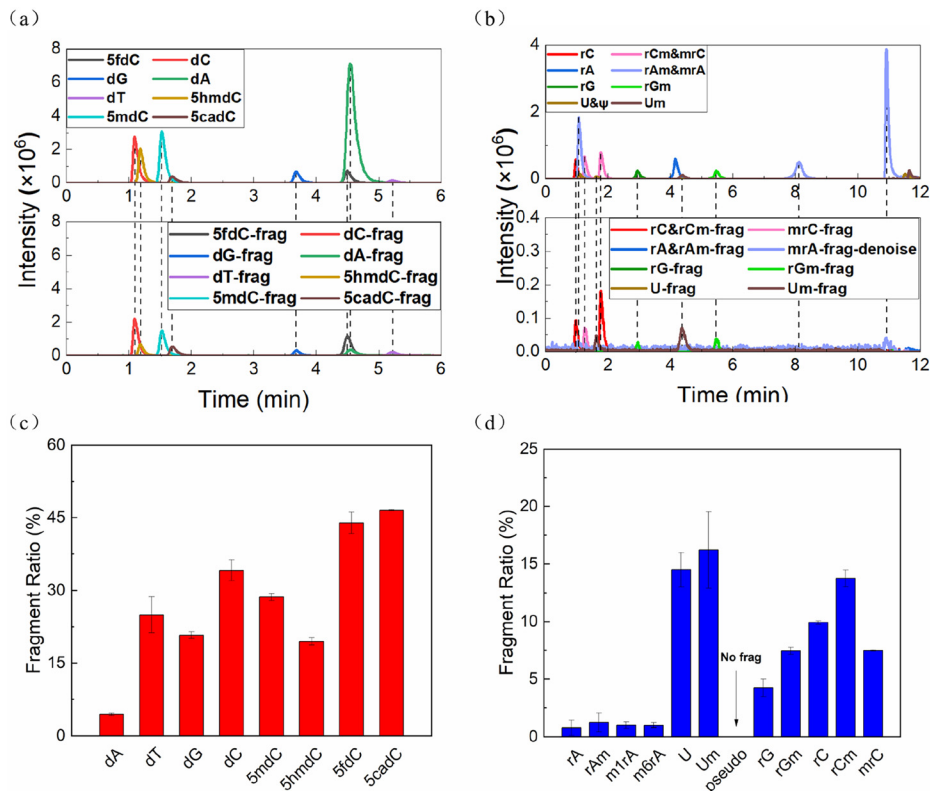 （a）
5fdC dC
dG dA
dT 5hmdC
5mdC 5cadC
8
6
4
2
0
0 1 2 3 4 5 6
5fdC-frag dC-frag
dG-frag dA-frag
dT-frag 5hmdC-frag
5mdC-frag 5cadC-frag
8
6
4
2
0
0 1 2 3 4 5 6
Intensity (×10⁶)
Time (min)
（b）
rC rCm&mrC
rA rAm&mrA
rG rGm
U&ψ Um
4
2
0
0 2 4 6 8 10 12
rC&rCm-frag mrC-frag
rA&rAm-frag mrA-frag-denoise
rG-frag rGm-frag
U-frag Um-frag
0.4
0.3
0.2
0.1
0.0
0 2 4 6 8 10 12
Intensity (×10⁶)
Time (min)
（c）
60
45
30
15
0
Fragment Ratio (%)
dA dT dG dC 5mdC 5hmdC 5fdC 5cadC
（d）
25
20
15
10
5
0
Fragment Ratio (%)
No frag
rA rAm m1rA m6rA U Um pseudo rG rGm rC rCm mrC